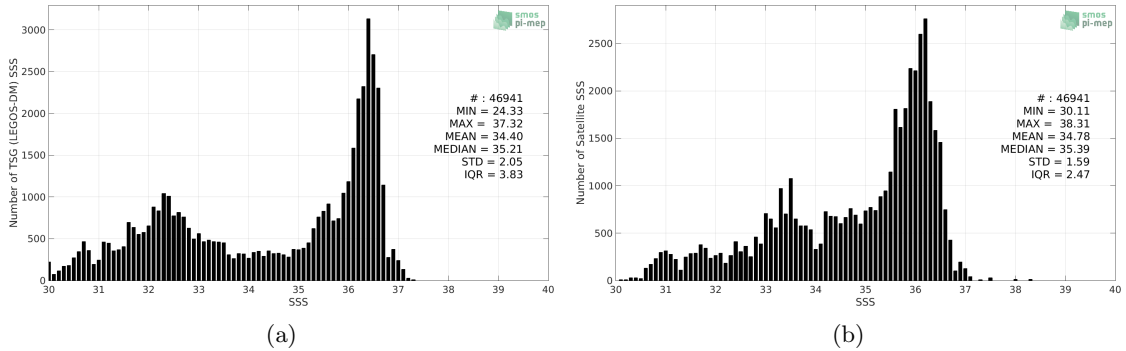 smos
pi-mep
Number of TSG (LEGOS-DM) SSS
3000
2500
2000
1500
1000
500
0
# : 46941
MIN = 24.33
MAX = 37.32
MEAN = 34.40
MEDIAN = 35.21
STD = 2.05
IQR = 3.83
30 31 32 33 34 35 36 37 38 39 40
SSS
(a)
smos
pi-mep
Number of Satellite SSS
2500
2000
1500
1000
500
0
# : 46941
MIN = 30.11
MAX = 38.31
MEAN = 34.78
MEDIAN = 35.39
STD = 1.59
IQR = 2.47
30 31 32 33 34 35 36 37 38 39 40
SSS
(b)